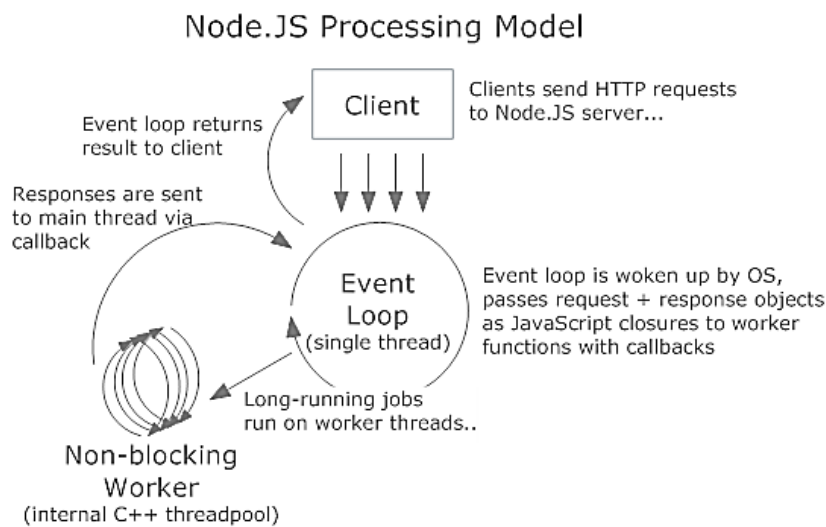 Node.JS Processing Model
Client
Clients send HTTP requests
to Node.JS server...
Event loop returns
result to client
Responses are sent
to main thread via
callback
Event
Loop
(single thread)
Event loop is woken up by OS,
passes request + response objects
as JavaScript closures to worker
functions with callbacks
Long-running jobs
run on worker threads..
Non-blocking
Worker
(internal C++ threadpool)